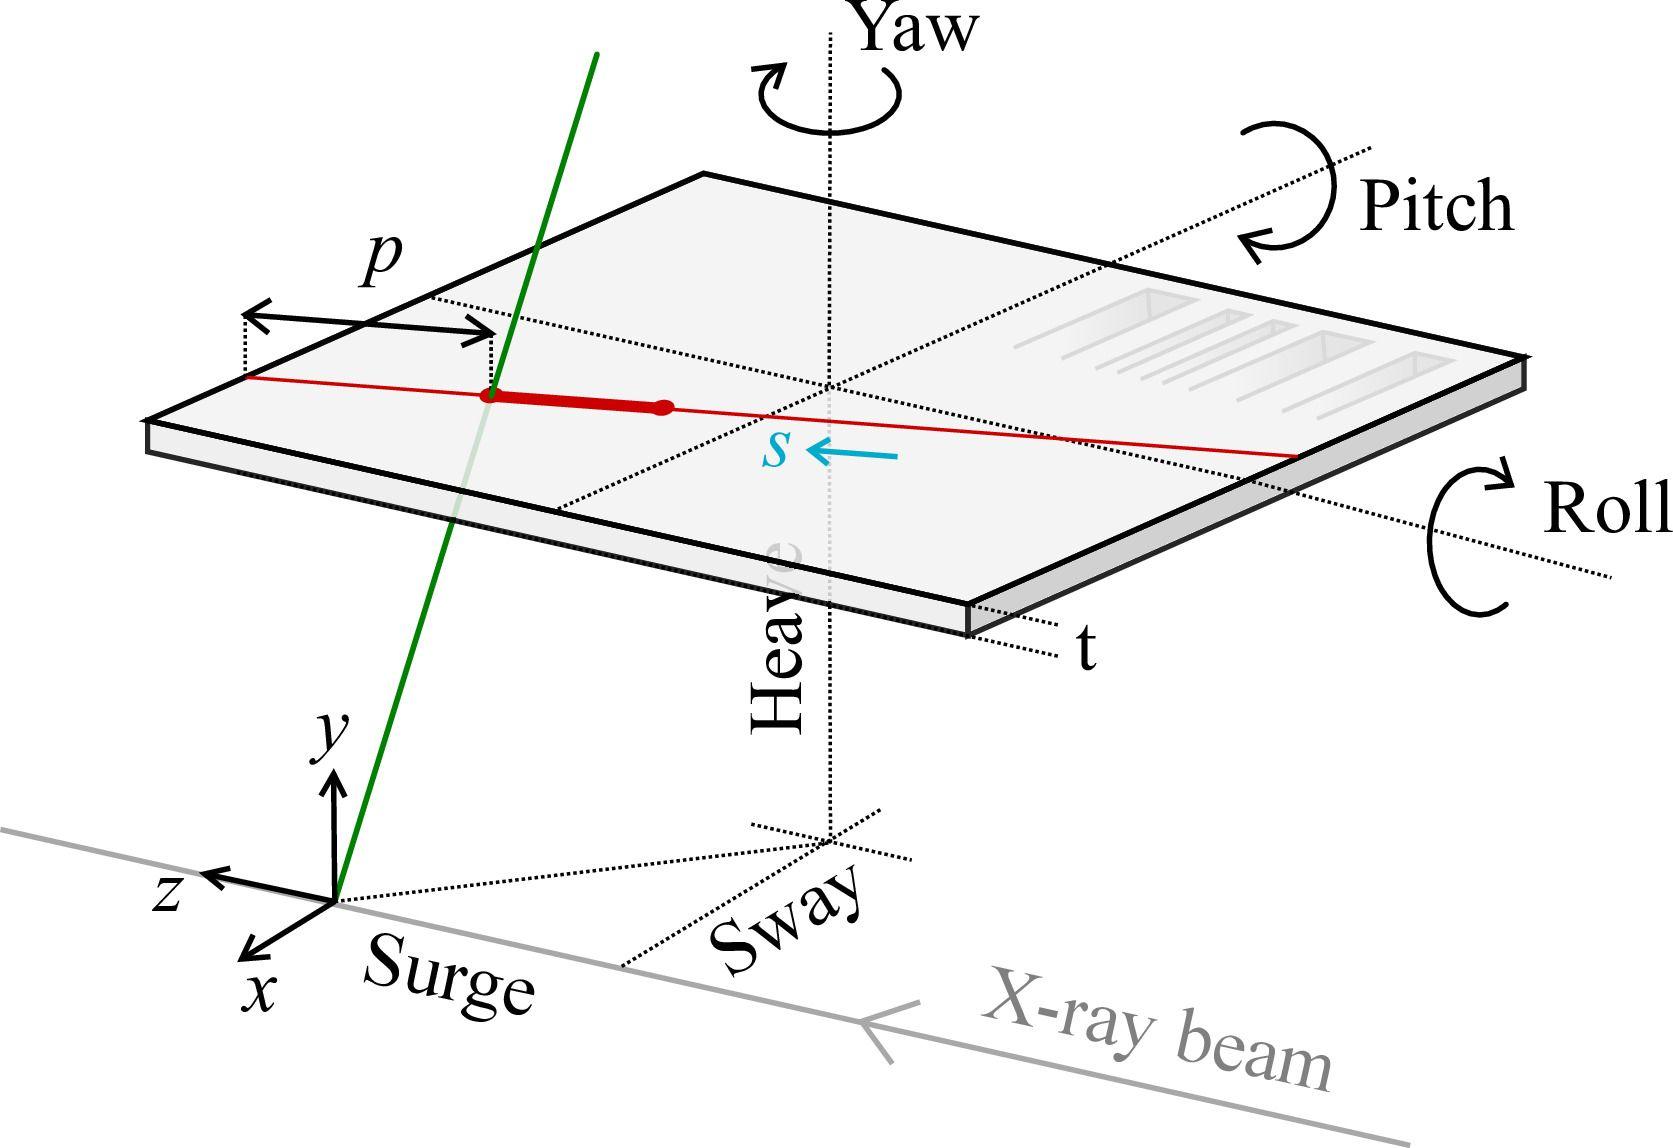 Yaw
Pitch
p
s
Roll
Heave
t
y
z
x
Surge
Sway
X-ray beam